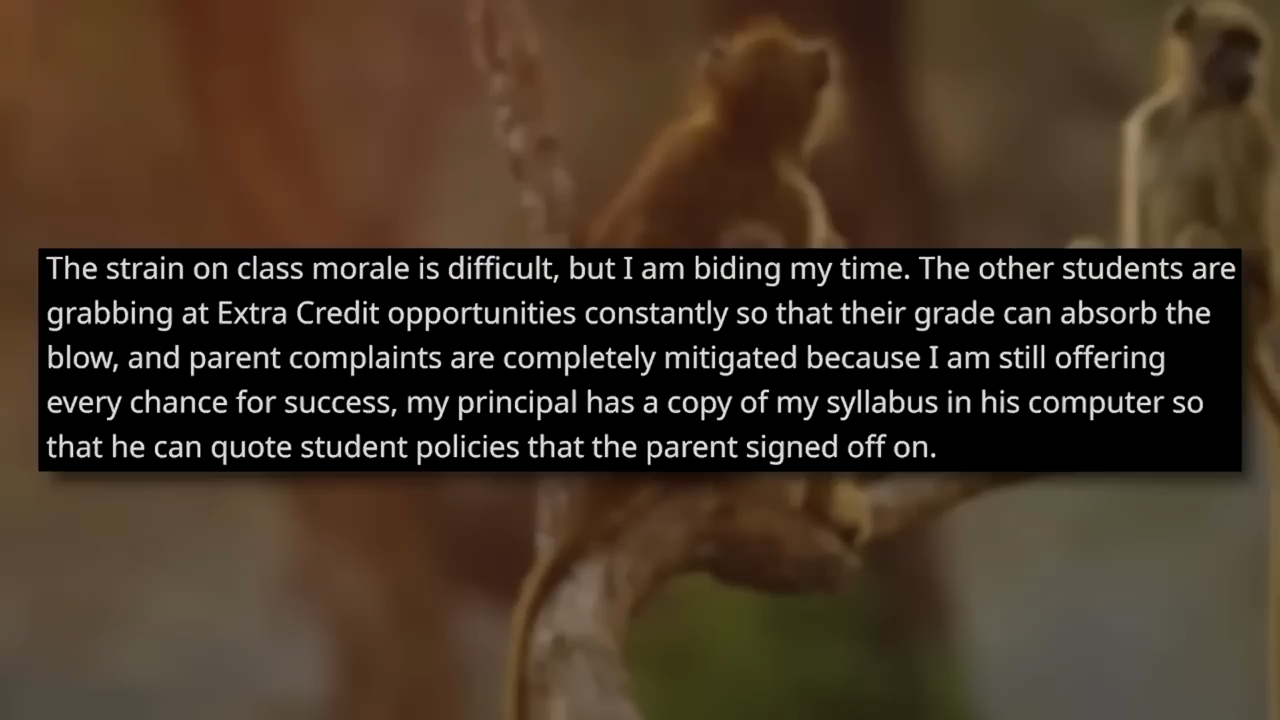 The strain on class morale is difficult, but I am biding my time. The other students are
grabbing at Extra Credit opportunities constantly so that their grade can absorb the
blow, and parent complaints are completely mitigated because I am still offering
every chance for success, my principal has a copy of my syllabus in his computer so
that he can quote student policies that the parent signed off on.